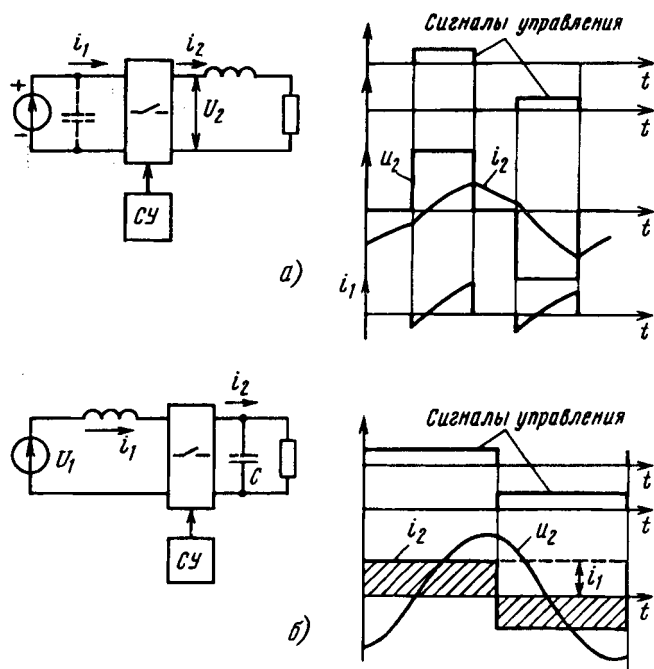 i₁
i₂
+
−
U₂
СУ
а)
Сигналы управления
t
t
u₂
i₂
t
i₁
t
i₁
i₂
U₁
C
СУ
б)
Сигналы управления
t
t
i₂
u₂
i₁
t